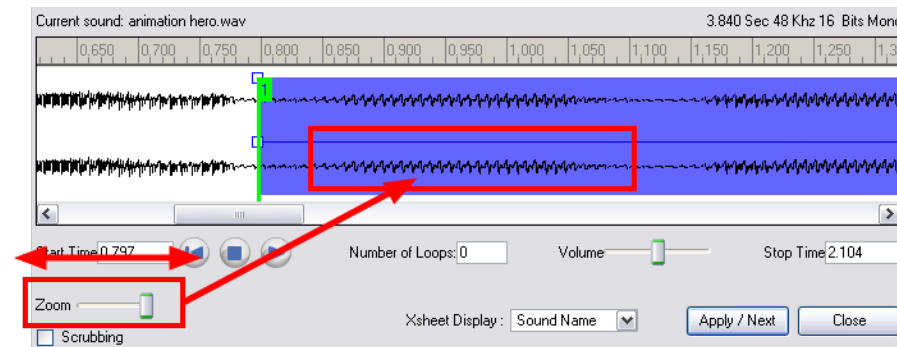 Current sound: animation hero.wav 3.840 Sec 48 Khz 16 Bits Mono
0,650 0,700 0,750 0,800 0,850 0,900 0,950 1,000 1,050 1,100 1,150 1,200 1,250 1,3
1
Start Time 0.797 Number of Loops: 0 Volume Stop Time 2.104
Zoom
Xsheet Display : Sound Name Apply / Next Close
Scrubbing